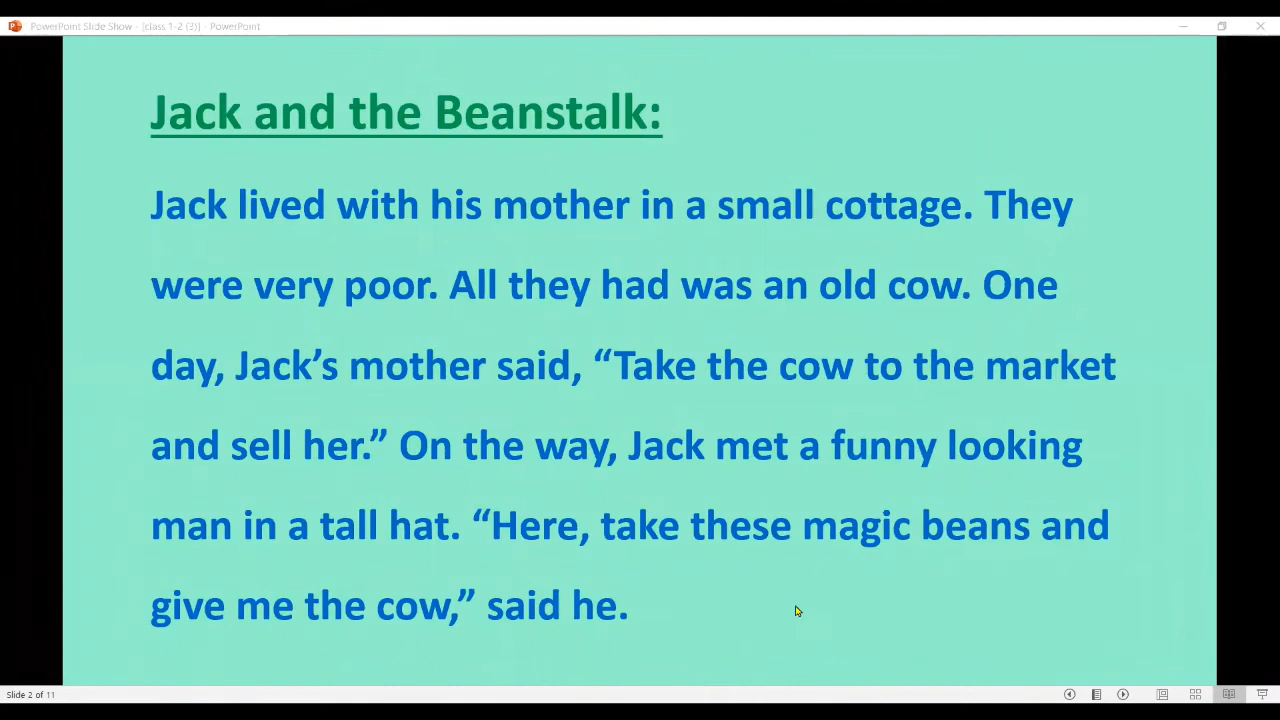 PowerPoint Slide Show - [class 1-2 (3)] - PowerPoint
Jack and the Beanstalk:
Jack lived with his mother in a small cottage. They
were very poor. All they had was an old cow. One
day, Jack’s mother said, “Take the cow to the market
and sell her.” On the way, Jack met a funny looking
man in a tall hat. “Here, take these magic beans and
give me the cow,” said he.
Slide 2 of 11